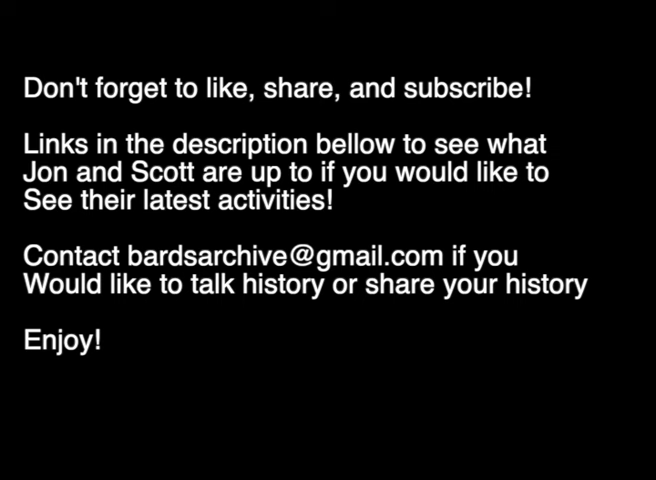 Don't forget to like, share, and subscribe!
Links in the description bellow to see what
Jon and Scott are up to if you would like to
See their latest activities!
Contact bardsarchive@gmail.com if you
Would like to talk history or share your history
Enjoy!